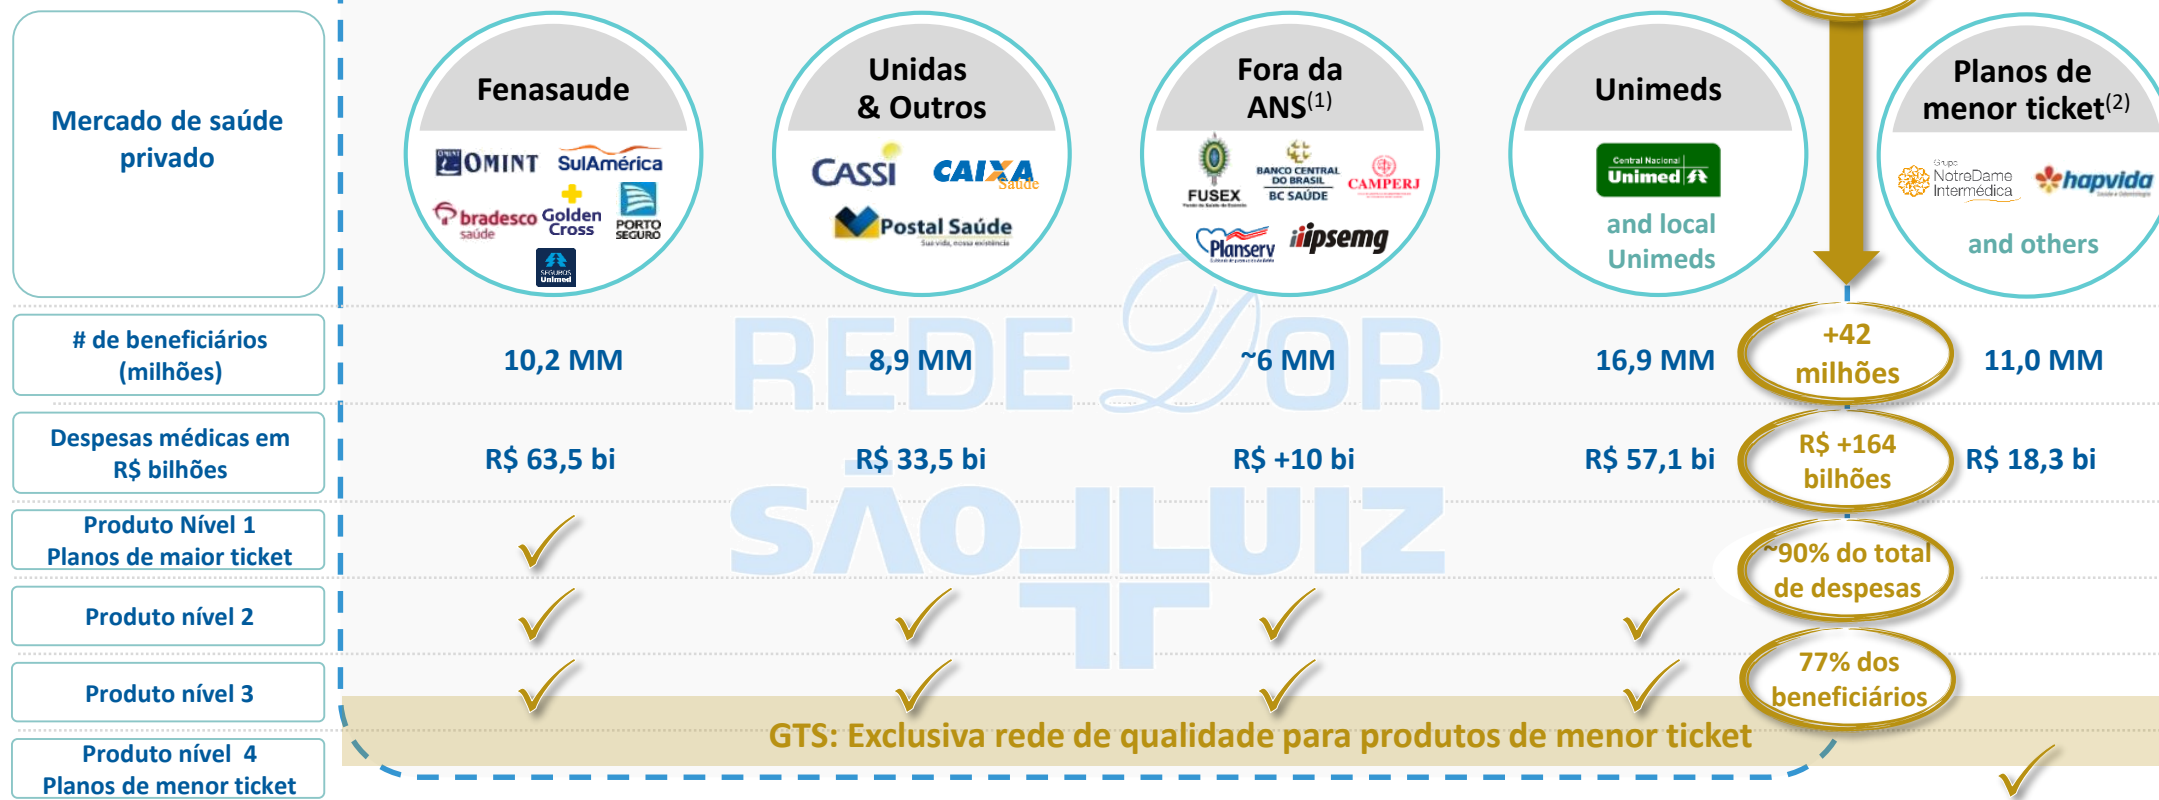 Mercado de saúde
privado
Fenasaude
OMINT
SulAmérica
bradesco
saúde
Golden
Cross
PORTO
SEGURO
SEGUROS
Unimed
Unidas
& Outros
CASSI
CAIXA
Saúde
Postal Saúde
Sua vida, nossa existência
Fora da
ANS(1)
FUSEX
BANCO CENTRAL
DO BRASIL
BC SAÚDE
CAMPERJ
Planserv
ipsemg
Unimeds
Central Nacional
Unimed
and local
Unimeds
Planos de
menor ticket(2)
Grupo
NotreDame
Intermédica
hapvida
and others
# de beneficiários
(milhões)
10,2 MM
8,9 MM
~6 MM
16,9 MM
+42
milhões
11,0 MM
Despesas médicas em
R$ bilhões
R$ 63,5 bi
R$ 33,5 bi
R$ +10 bi
R$ 57,1 bi
R$ +164
bilhões
R$ 18,3 bi
REDE D'OR
SÃO LUIZ
Produto Nível 1
Planos de maior ticket
~90% do total
de despesas
Produto nível 2
Produto nível 3
77% dos
beneficiários
GTS: Exclusiva rede de qualidade para produtos de menor ticket
Produto nível 4
Planos de menor ticket